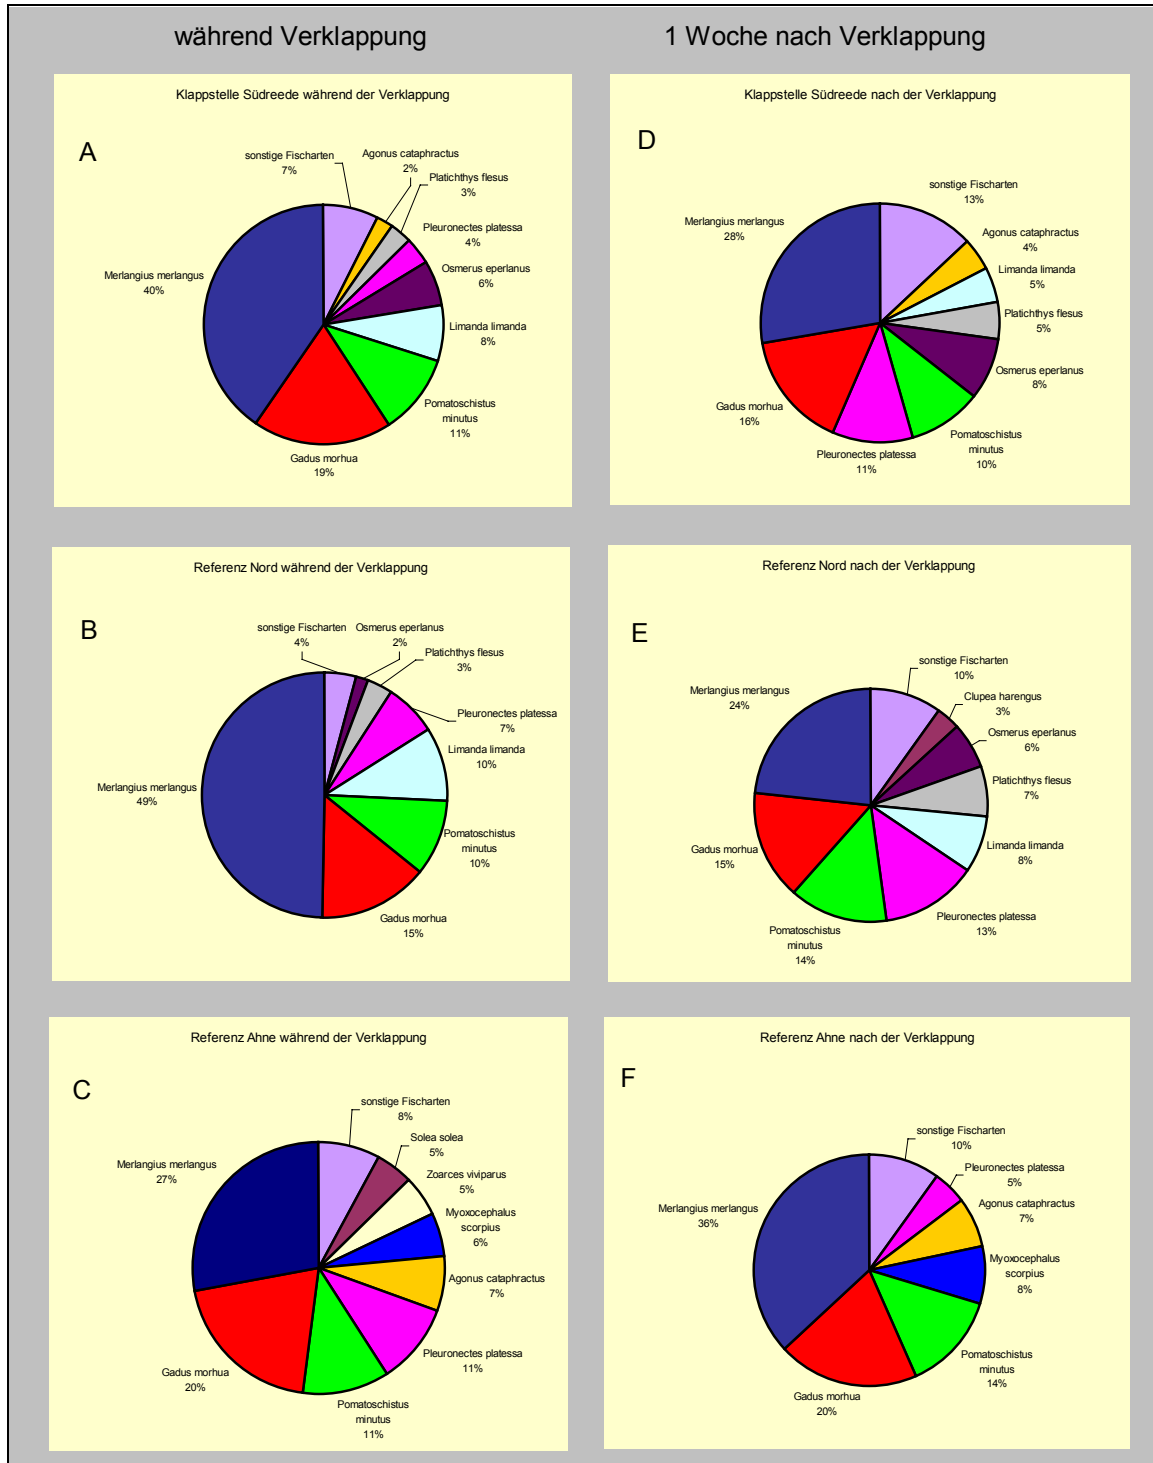 während Verklappung
1 Woche nach Verklappung
Klappstelle Südreede während der Verklappung
A
sonstige Fischarten
7%
Agonus cataphractus
2%
Platichthys flesus
3%
Pleuronectes platessa
4%
Osmerus eperlanus
6%
Limanda limanda
8%
Pomatoschistus
minutus
11%
Gadus morhua
19%
Merlangius merlangus
40%
Klappstelle Südreede nach der Verklappung
D
sonstige Fischarten
13%
Agonus cataphractus
4%
Limanda limanda
5%
Platichthys flesus
5%
Osmerus eperlanus
8%
Pomatoschistus
minutus
10%
Pleuronectes platessa
11%
Gadus morhua
16%
Merlangius merlangus
28%
Referenz Nord während der Verklappung
B
sonstige Fischarten
4%
Osmerus eperlanus
2%
Platichthys flesus
3%
Pleuronectes platessa
7%
Limanda limanda
10%
Pomatoschistus
minutus
10%
Gadus morhua
15%
Merlangius merlangus
49%
Referenz Nord nach der Verklappung
E
sonstige Fischarten
10%
Clupea harengus
3%
Osmerus eperlanus
6%
Platichthys flesus
7%
Limanda limanda
8%
Pleuronectes platessa
13%
Pomatoschistus
minutus
14%
Gadus morhua
15%
Merlangius merlangus
24%
Referenz Ahne während der Verklappung
C
sonstige Fischarten
8%
Solea solea
5%
Zoarces viviparus
5%
Myoxocephalus
scorpius
6%
Agonus cataphractus
7%
Pleuronectes platessa
11%
Pomatoschistus
minutus
11%
Gadus morhua
20%
Merlangius merlangus
27%
Referenz Ahne nach der Verklappung
F
sonstige Fischarten
10%
Pleuronectes platessa
5%
Agonus cataphractus
7%
Myoxocephalus
scorpius
8%
Pomatoschistus
minutus
14%
Gadus morhua
20%
Merlangius merlangus
36%